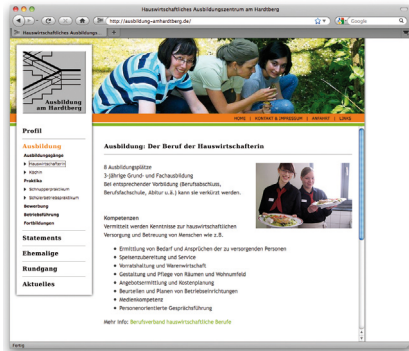 Hauswirtschaftliches Ausbildungszentrum am Hardtberg
http://ausbildung-amhardtberg.de/
Google
Hauswirtschaftliches Ausbildungs...
Ausbildung
am Hardtberg
HOME | KONTAKT & IMPRESSUM | ANFAHRT | LINKS
Profil
Ausbildung
Ausbildungsgänge
Hauswirtschafterin
Köchin
Praktika
Schnupperpraktikum
Schülerbetriebspraktikum
Bewerbung
Betriebsführung
Fortbildungen
Statements
Ehemalige
Rundgang
Aktuelles
Ausbildung: Der Beruf der Hauswirtschafterin
8 Ausbildungsplätze
3-jährige Grund- und Fachausbildung
Bei entsprechender Vorbildung (Berufsabschluss,
Berufsfachschule, Abitur u.ä.) kann sie verkürzt werden.
Kompetenzen
Vermittelt werden Kenntnisse zur hauswirtschaftlichen
Versorgung und Betreuung von Menschen wie z.B.
• Ermittlung von Bedarf und Ansprüchen der zu versorgenden Personen
• Speisenzubereitung und Service
• Vorratshaltung und Warenwirtschaft
• Gestaltung und Pflege von Räumen und Wohnumfeld
• Angebotsermittlung und Kostenplanung
• Beurteilen und Planen von Betriebseinrichtungen
• Medienkompetenz
• Personenorientierte Gesprächsführung
Mehr Info: Berufsverband hauswirtschaftliche Berufe
Fertig